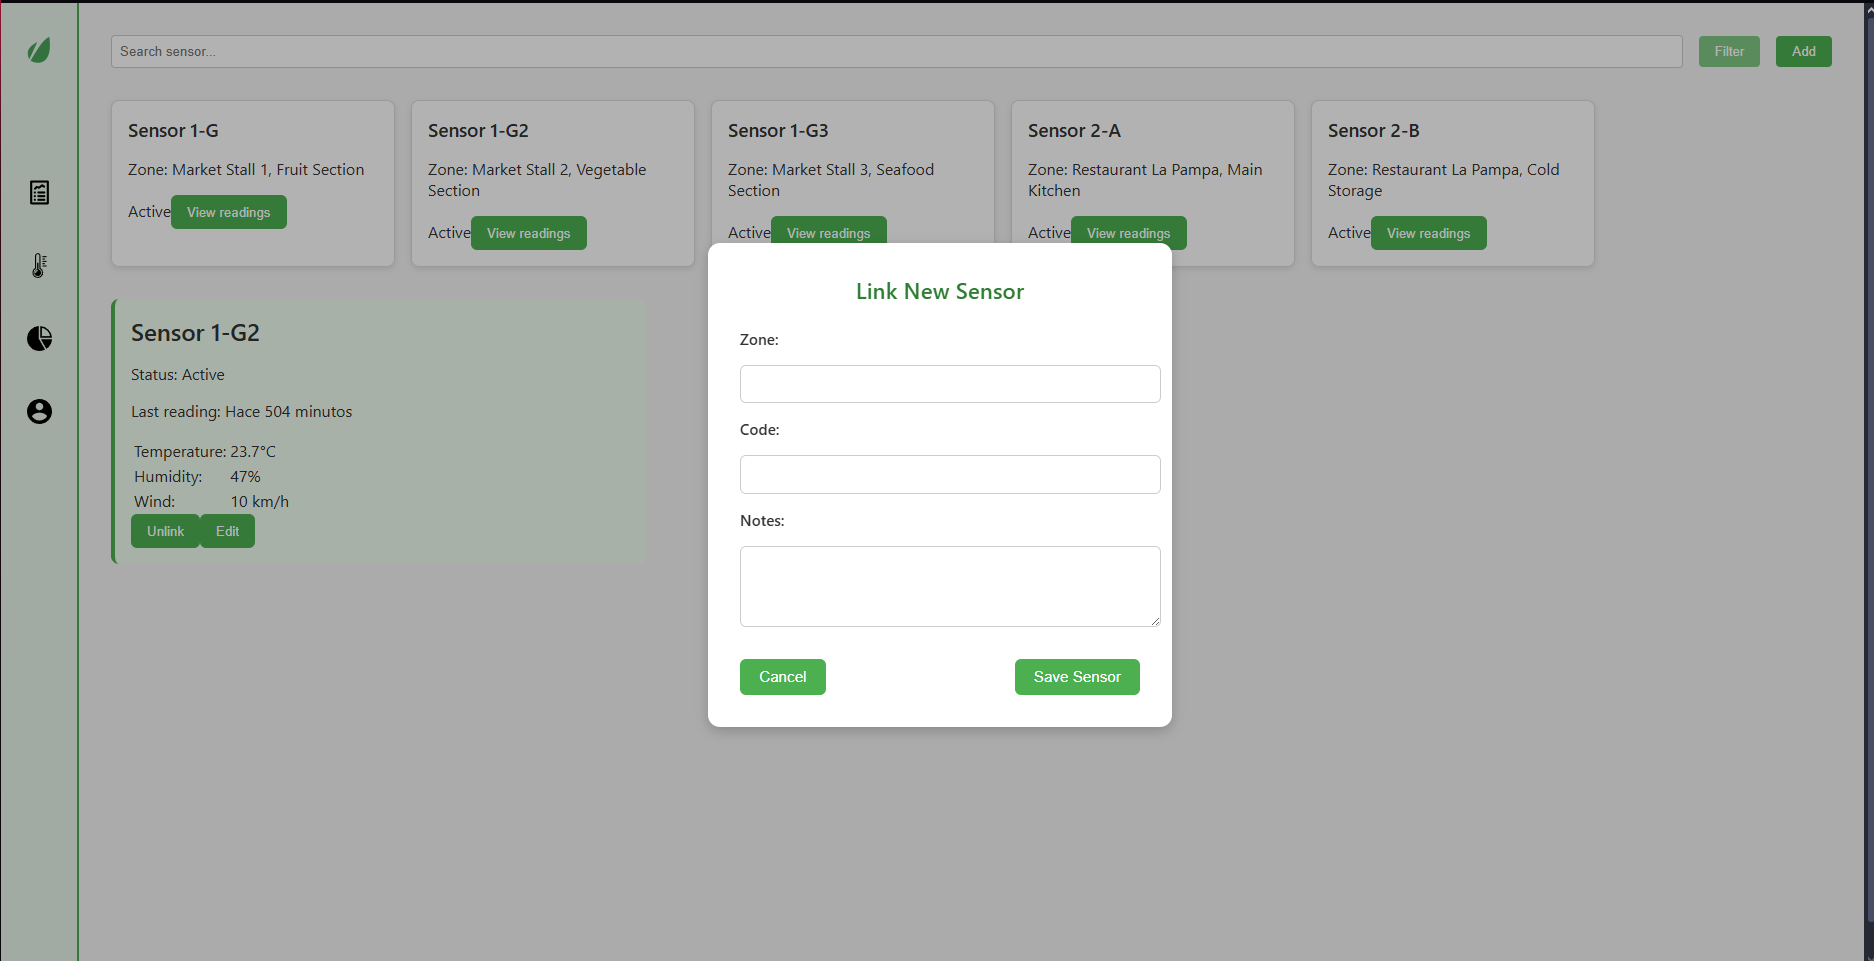 Search sensor...
Filter
Add
Sensor 1-G
Zone: Market Stall 1, Fruit Section
Active
View readings
Sensor 1-G2
Zone: Market Stall 2, Vegetable
Section
Active
View readings
Sensor 1-G3
Zone: Market Stall 3, Seafood
Section
Active
View readings
Sensor 2-A
Zone: Restaurant La Pampa, Main
Kitchen
Active
View readings
Sensor 2-B
Zone: Restaurant La Pampa, Cold
Storage
Active
View readings
Sensor 1-G2
Status: Active
Last reading: Hace 504 minutos
Temperature: 23.7°C
Humidity: 47%
Wind: 10 km/h
Unlink
Edit
Link New Sensor
Zone:
Code:
Notes:
Cancel
Save Sensor